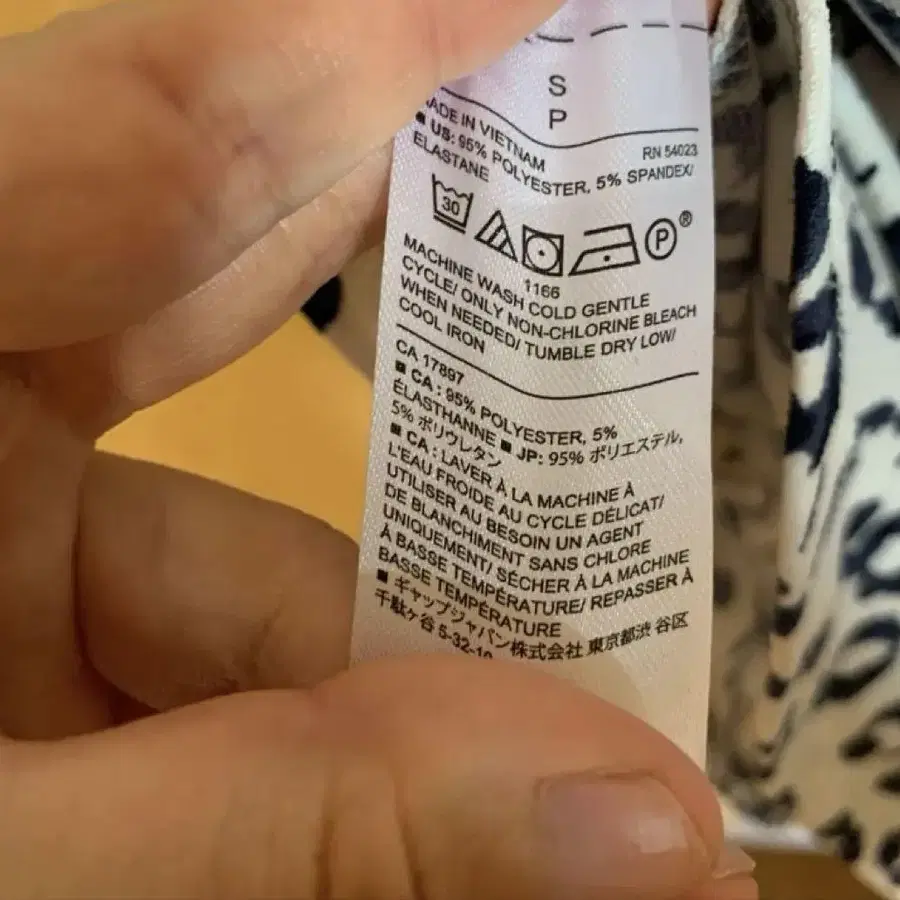 S
P
MADE IN VIETNAM RN 54023
■ US: 95% POLYESTER, 5% SPANDEX/
ELASTANE
30 P ®
1166
MACHINE WASH COLD GENTLE
CYCLE/ ONLY NON-CHLORINE BLEACH
WHEN NEEDED/ TUMBLE DRY LOW/
COOL IRON
CA 17897
■ CA : 95% POLYESTER, 5%
ÉLASTHANNE ■ JP: 95% ポリエステル,
5% ポリウレタン
■ CA : LAVER À LA MACHINE À
L'EAU FROIDE AU CYCLE DÉLICAT/
UTILISER AU BESOIN UN AGENT
DE BLANCHIMENT SANS CHLORE
UNIQUEMENT/ SÉCHER À LA MACHINE
À BASSE TEMPÉRATURE/ REPASSER À
BASSE TEMPÉRATURE
■ ギャップジャパン株式会社 東京都渋 谷区
千駄ヶ谷 5-32-10